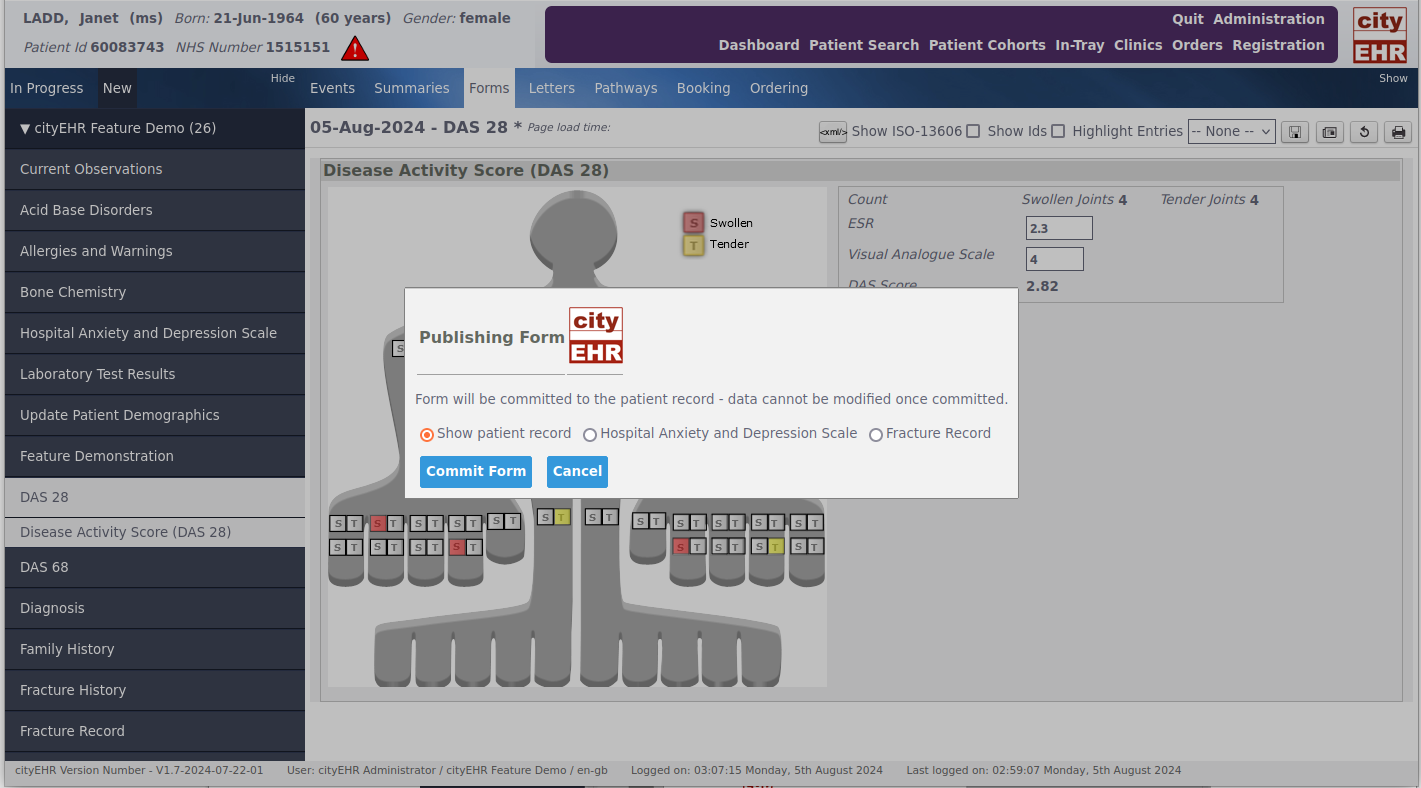 LADD, Janet (ms) Born: 21-Jun-1964 (60 years) Gender: female
Patient Id 60083743 NHS Number 1515151
Quit Administration
Dashboard Patient Search Patient Cohorts In-Tray Clinics Orders Registration
city
EHR
In Progress New Hide Events Summaries Forms Letters Pathways Booking Ordering Show
▼ cityEHR Feature Demo (26)
Current Observations
Acid Base Disorders
Allergies and Warnings
Bone Chemistry
Hospital Anxiety and Depression Scale
Laboratory Test Results
Update Patient Demographics
Feature Demonstration
DAS 28
Disease Activity Score (DAS 28)
DAS 68
Diagnosis
Family History
Fracture History
Fracture Record
05-Aug-2024 - DAS 28 * Page load time:
<xml/> Show ISO-13606 Show Ids Highlight Entries -- None --
Disease Activity Score (DAS 28)
S Swollen
T Tender
Count Swollen Joints 4 Tender Joints 4
ESR 2.3
Visual Analogue Scale 4
DAS Score 2.82
S
Publishing Form city
EHR
Form will be committed to the patient record - data cannot be modified once committed.
Show patient record Hospital Anxiety and Depression Scale Fracture Record
Commit Form Cancel
S T S T S T S T S T S T S T S T S T S T S T S T
S T S T S T S T S T S T S T S T
cityEHR Version Number - V1.7-2024-07-22-01 User: cityEHR Administrator / cityEHR Feature Demo / en-gb Logged on: 03:07:15 Monday, 5th August 2024 Last logged on: 02:59:07 Monday, 5th August 2024